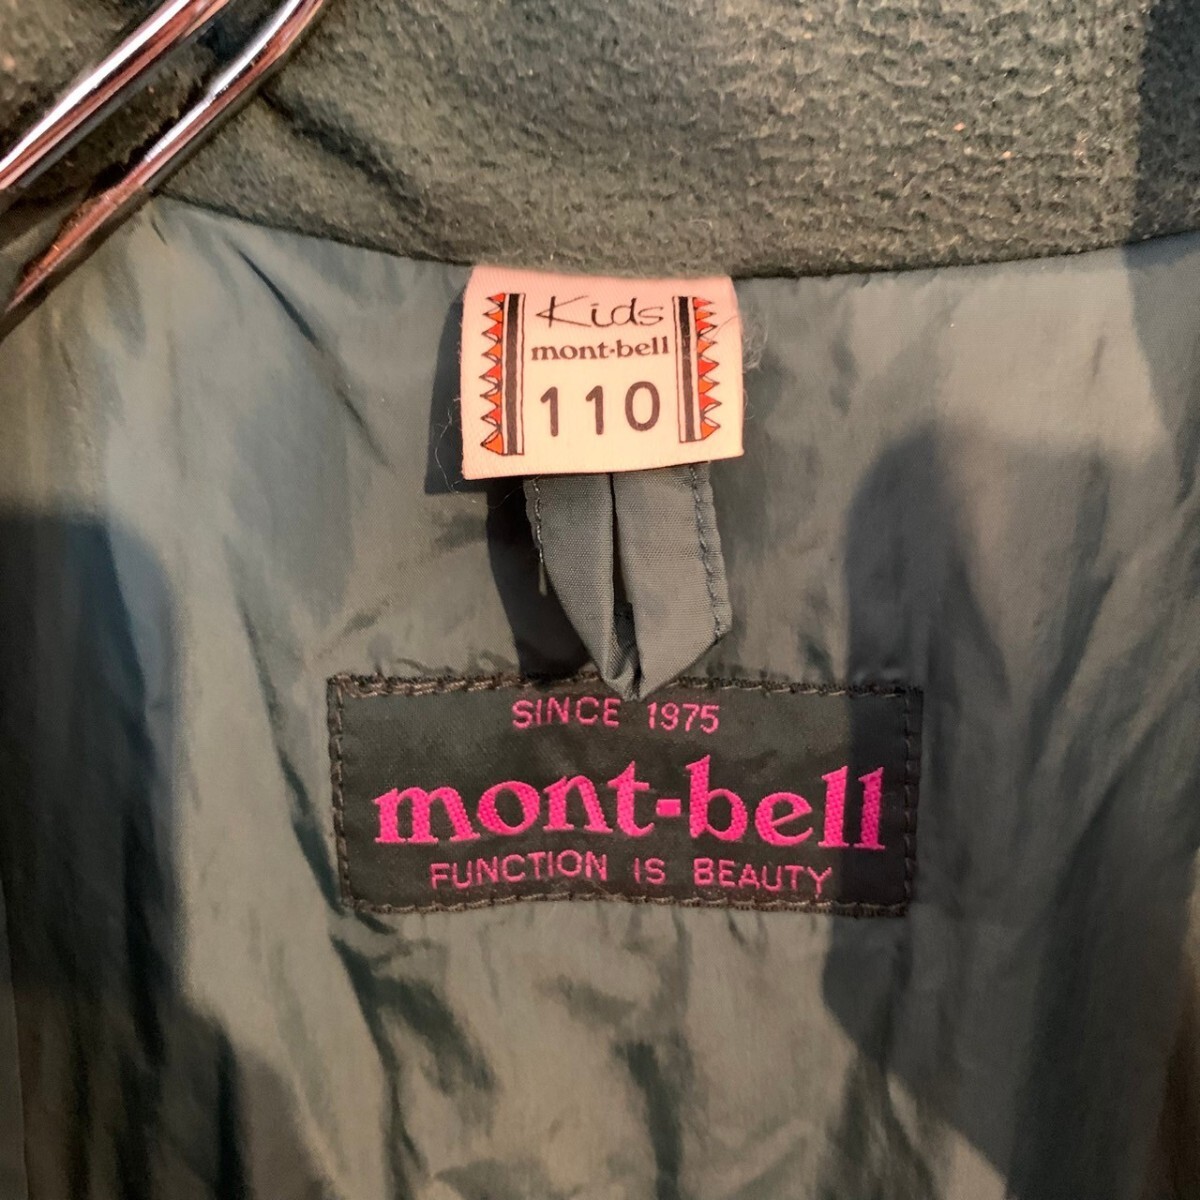 Kids
mont-bell
110
SINCE 1975
mont-bell
FUNCTION IS BEAUTY